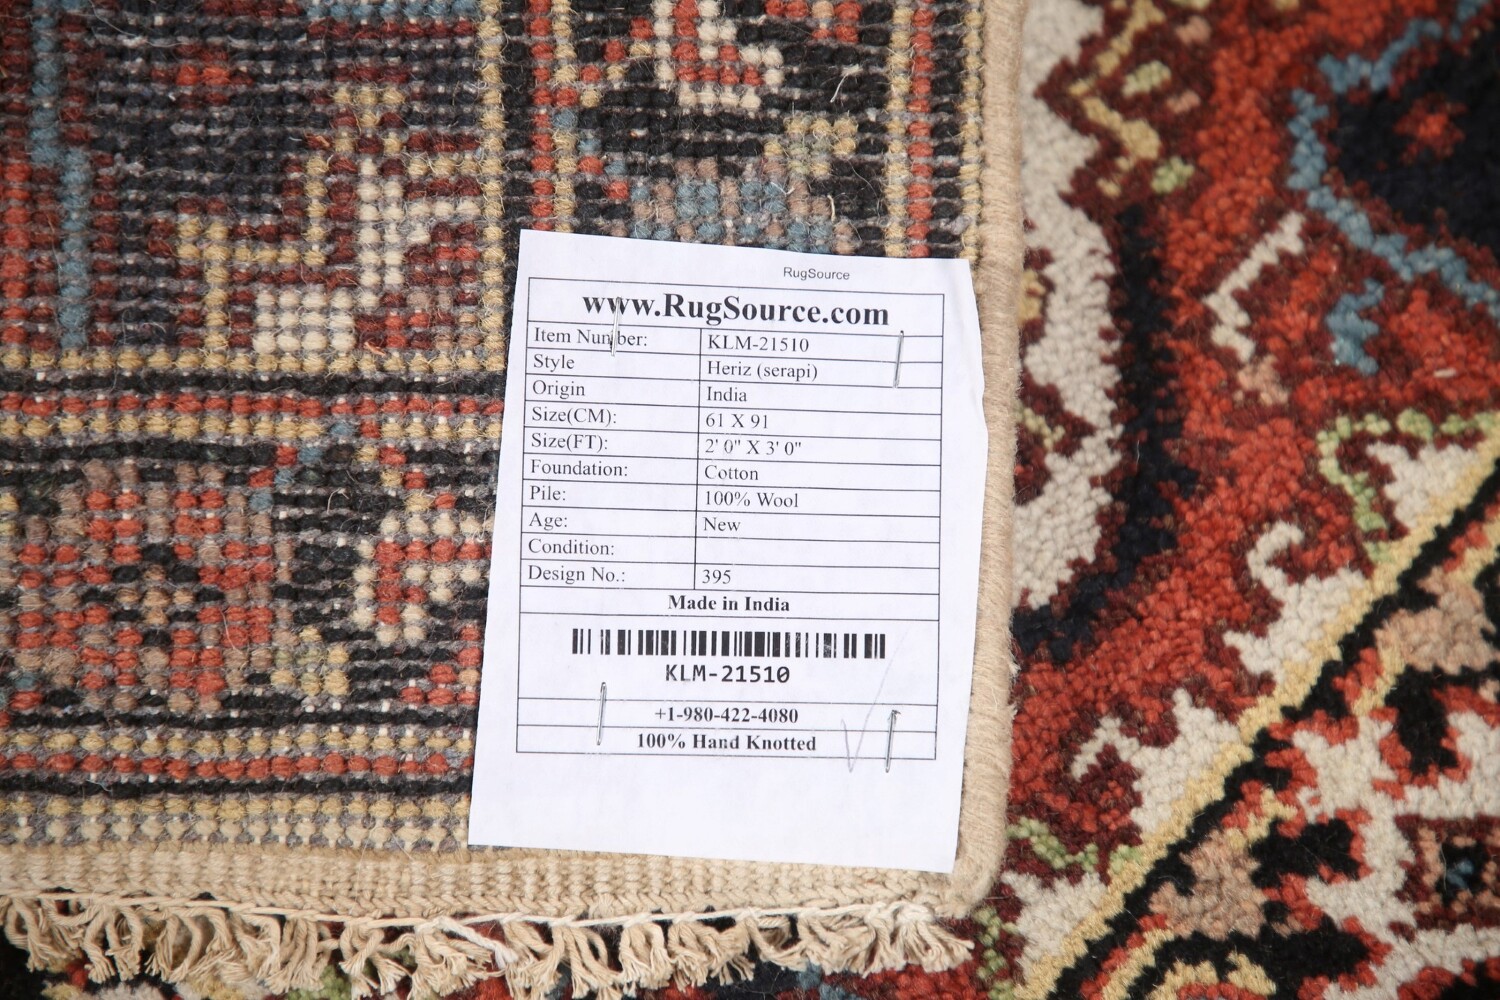 RugSource
www.RugSource.com
Item Number: KLM-21510
Style Heriz (serapi)
Origin India
Size(CM): 61 X 91
Size(FT): 2' 0" X 3' 0"
Foundation: Cotton
Pile: 100% Wool
Age: New
Condition:
Design No.: 395
Made in India
KLM-21510
+1-980-422-4080
100% Hand Knotted